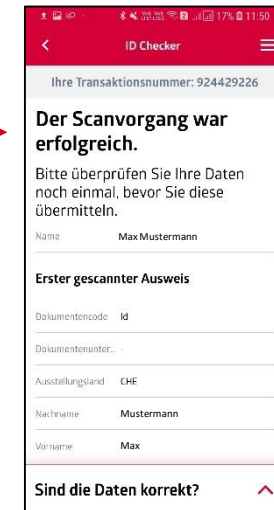 17% 11:50
ID Checker
Ihre Transaktionsnummer: 924429226
Der Scanvorgang war
erfolgreich.
Bitte überprüfen Sie Ihre Daten
noch einmal, bevor Sie diese
übermitteln.
Name Max Mustermann
Erster gescannter Ausweis
Dokumentencode Id
Dokumentenunter... -
Ausstellungsland CHE
Nachname Mustermann
Vorname Max
Sind die Daten korrekt?